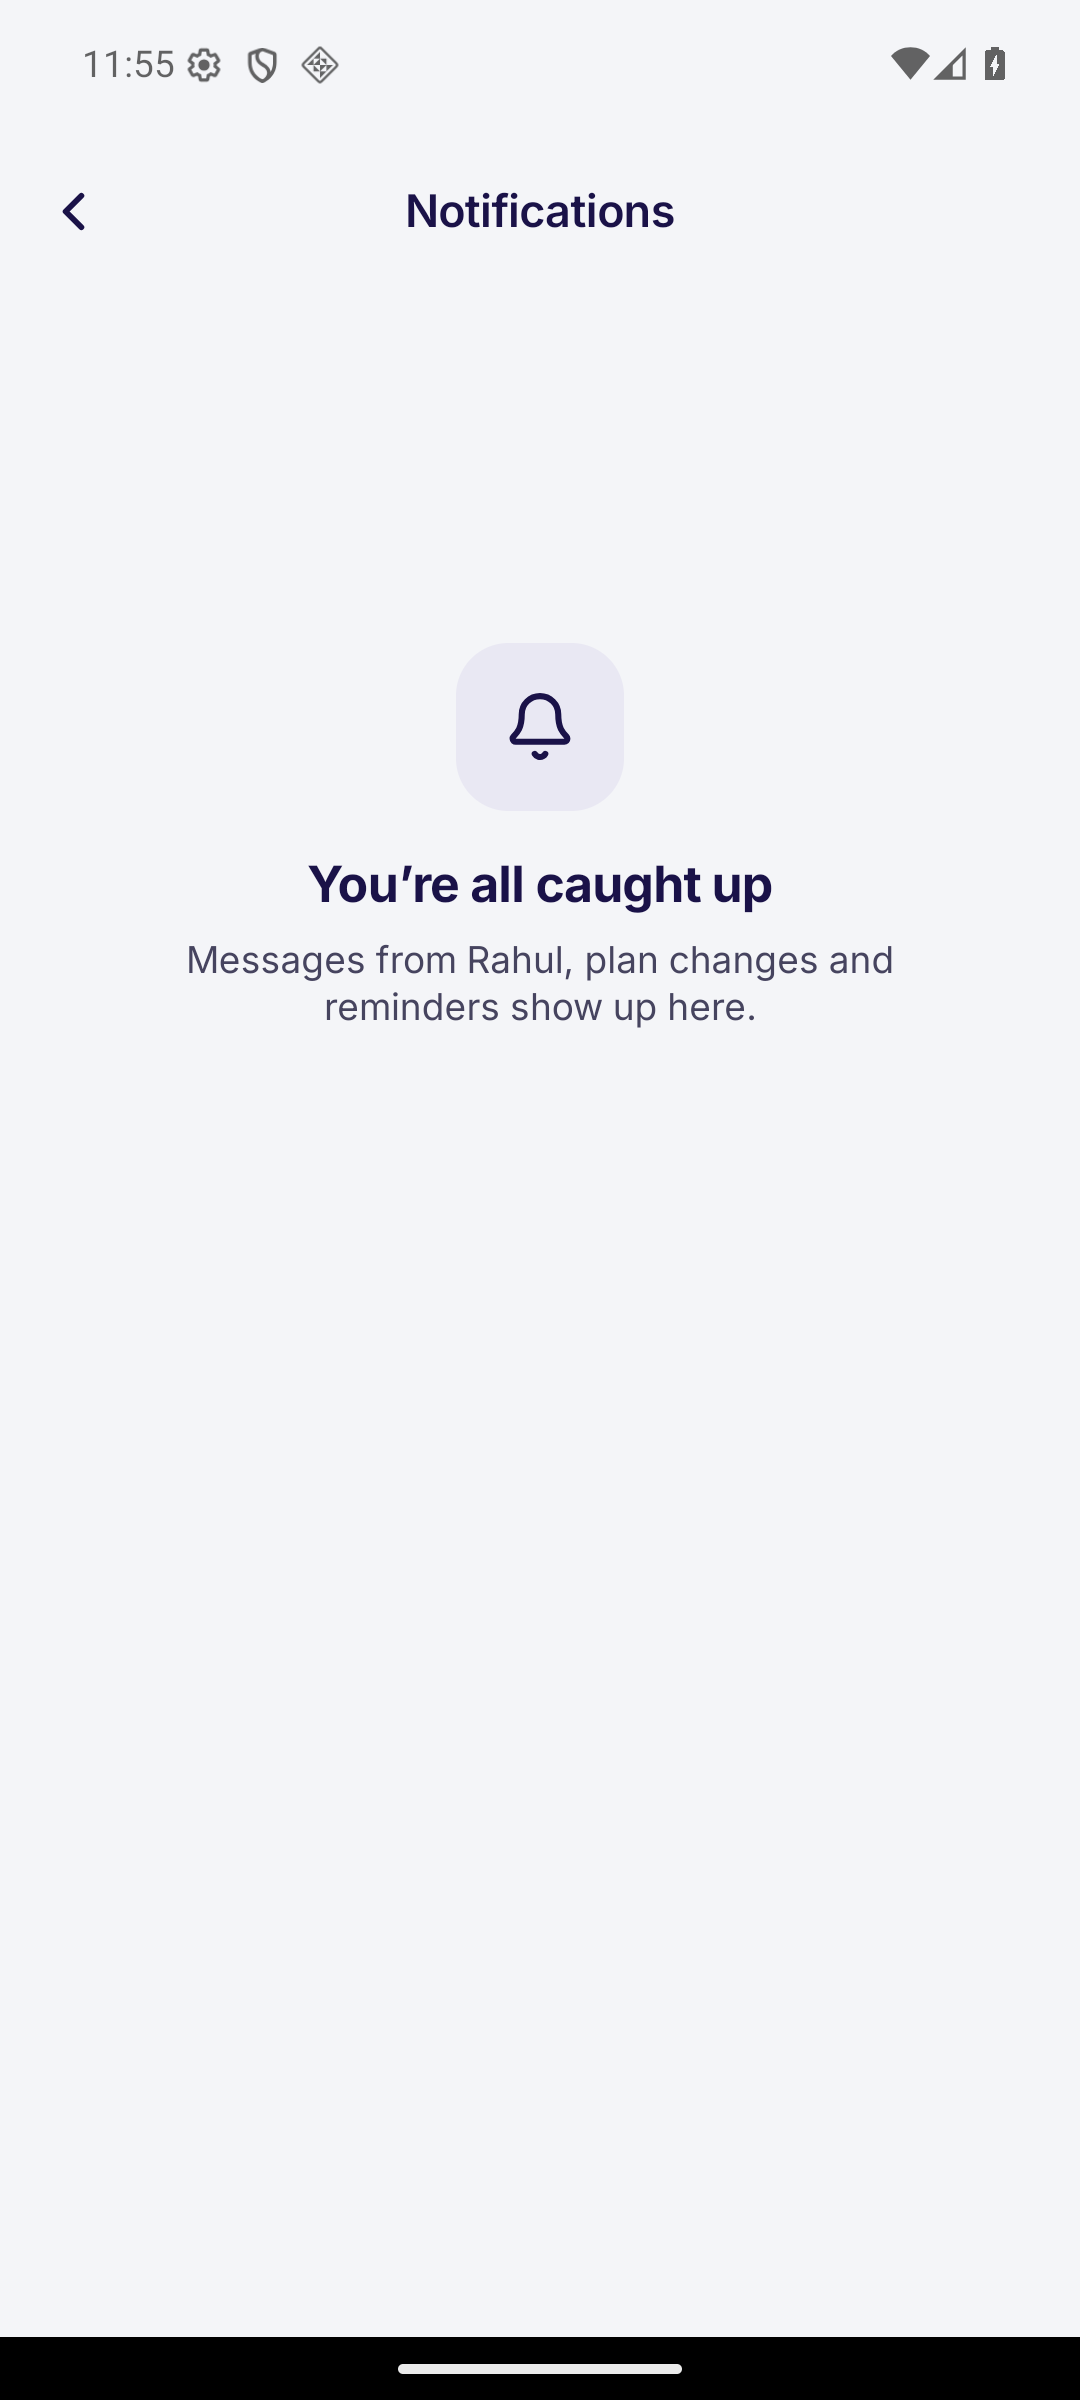 11:55
Notifications
You’re all caught up
Messages from Rahul, plan changes and
reminders show up here.